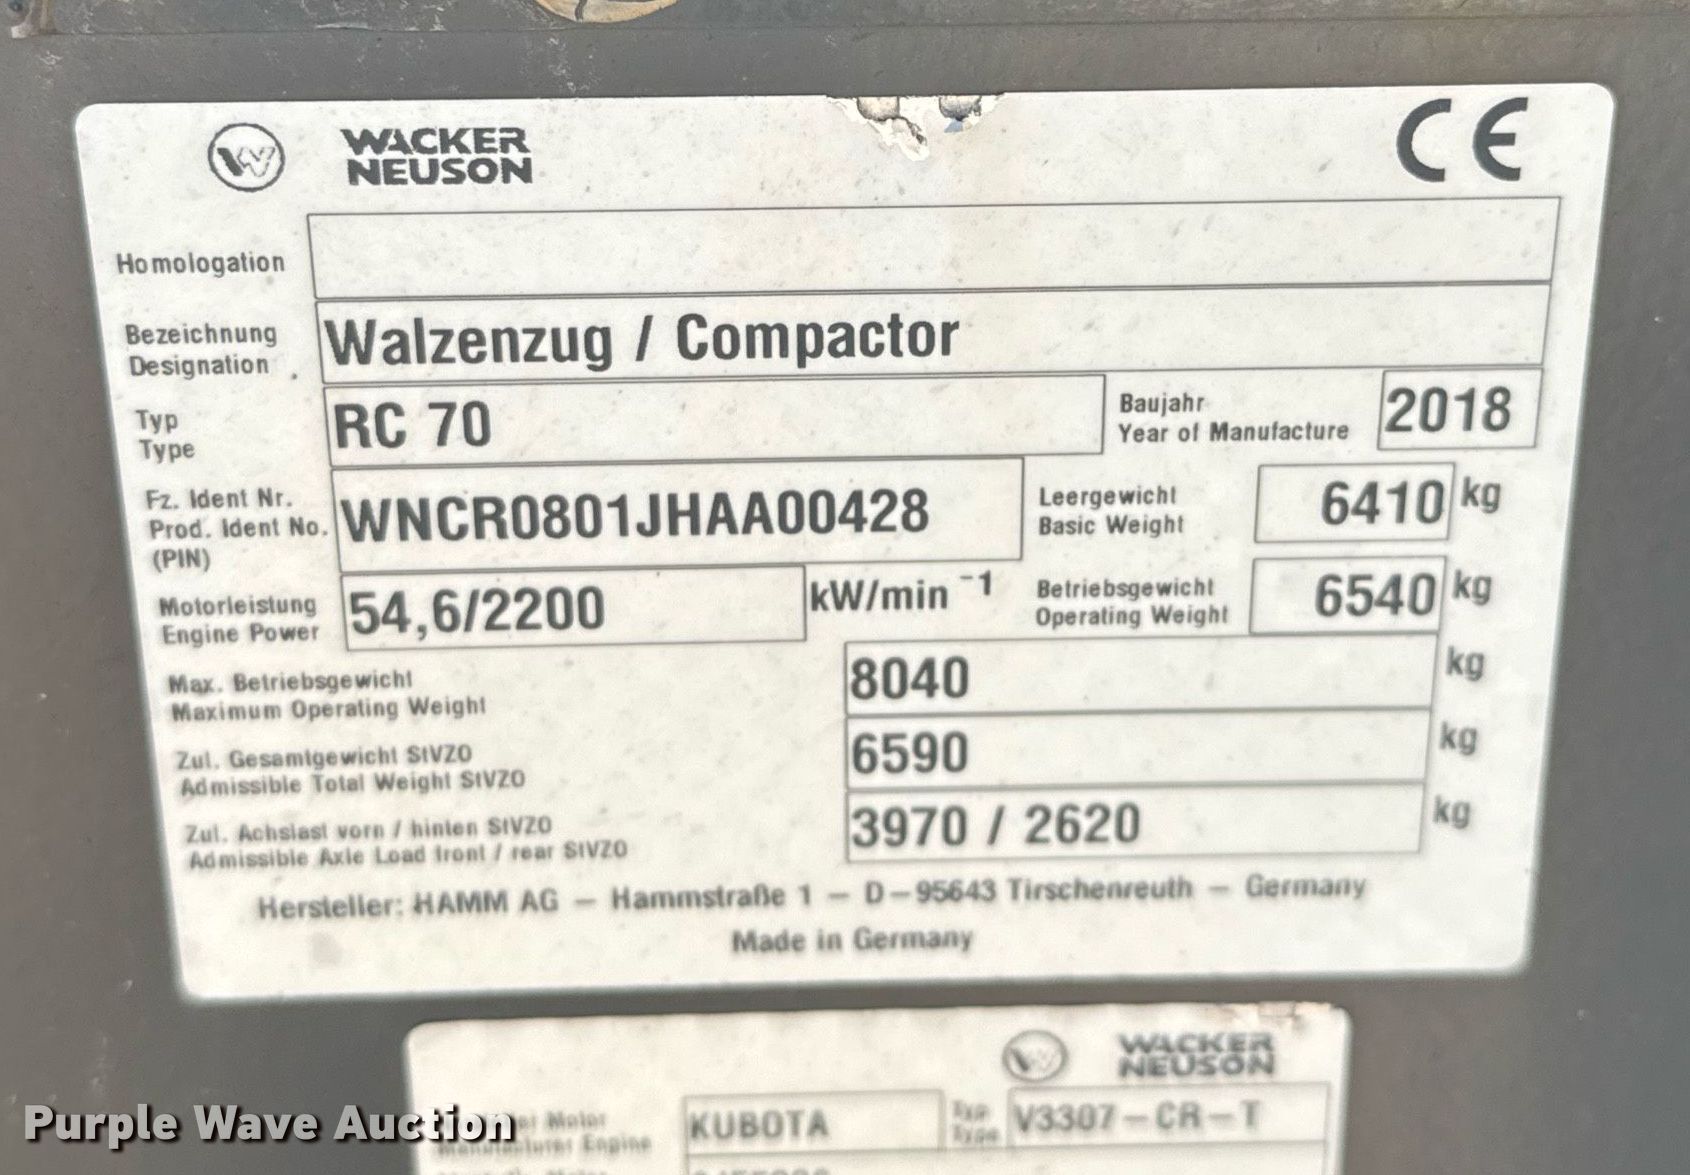 WACKER
NEUSON
CE
Homologation
Bezeichnung
Designation
Walzenzug / Compactor
Typ
Type
RC 70
Baujahr
Year of Manufacture
2018
Fz. Ident Nr.
Prod. Ident No.
(PIN)
WNCR0801JHAA00428
Leergewicht
Basic Weight
6410 kg
Motorleistung
Engine Power
54,6/2200 kW/min⁻¹
Betriebsgewicht
Operating Weight
6540 kg
Max. Betriebsgewicht
Maximum Operating Weight
8040 kg
Zul. Gesamtgewicht StVZO
Admissible Total Weight StVZO
6590 kg
Zul. Achslast vorn / hinten StVZO
Admissible Axle Load front / rear StVZO
3970 / 2620 kg
Hersteller: HAMM AG – Hammstraße 1 – D-95643 Tirschenreuth – Germany
Made in Germany
WACKER
NEUSON
Motor
Engine
KUBOTA
Typ
Type
V3307-CR-T
Purple Wave Auction